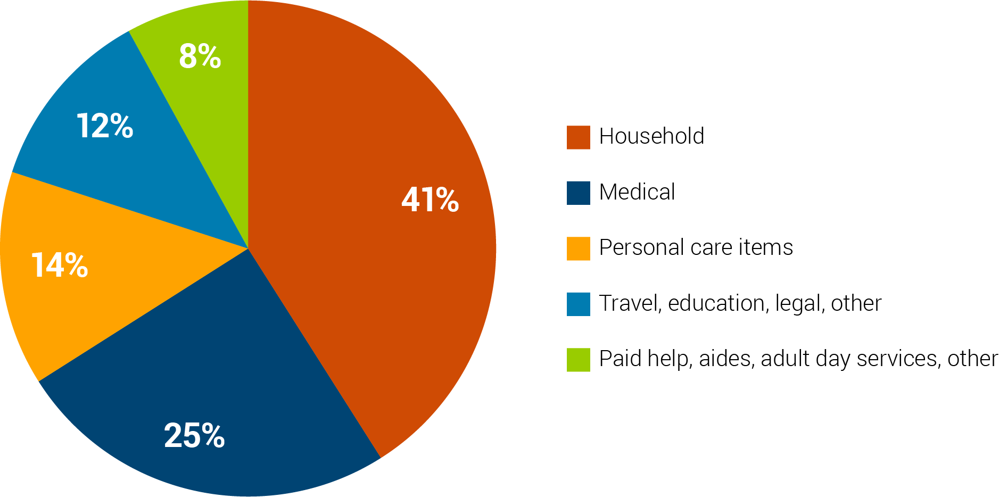 8%
12%
41%
14%
25%
Household
Medical
Personal care items
Travel, education, legal, other
Paid help, aides, adult day services, other